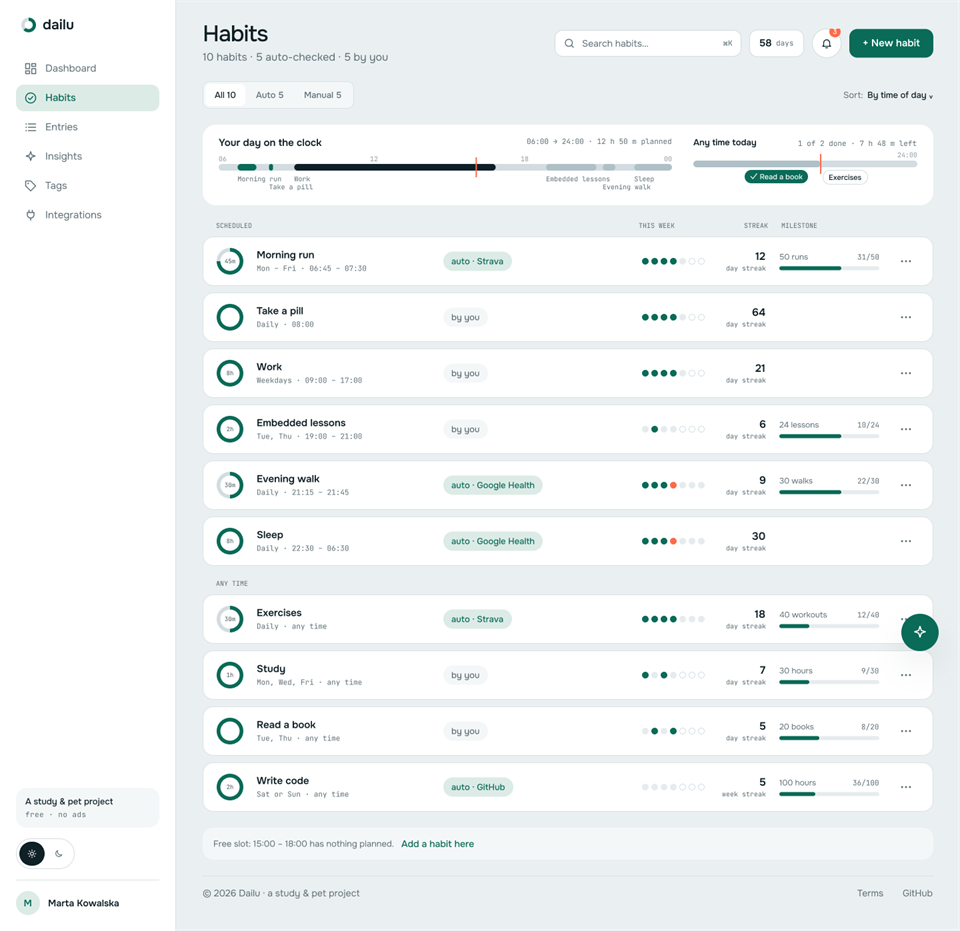 dailu
Dashboard
Habits
Entries
Insights
Tags
Integrations
A study & pet project
free · no ads
M Marta Kowalska
Habits
10 habits · 5 auto-checked · 5 by you
Search habits... ⌘K
58 days
3
+ New habit
All 10 Auto 5 Manual 5
Sort: By time of day
Your day on the clock 06:00 → 24:00 · 12 h 50 m planned
06 12 18 00
Morning run Work Embedded lessons Sleep
Take a pill Evening walk
Any time today 1 of 2 done · 7 h 48 m left
24:00
Read a book Exercises
SCHEDULED THIS WEEK STREAK MILESTONE
45m Morning run auto · Strava 12 50 runs 31/50
Mon – Fri · 06:45 – 07:30 day streak
Take a pill by you 64
Daily · 08:00 day streak
8h Work by you 21
Weekdays · 09:00 – 17:00 day streak
2h Embedded lessons by you 6 24 lessons 10/24
Tue, Thu · 19:00 – 21:00 day streak
30m Evening walk auto · Google Health 9 30 walks 22/30
Daily · 21:15 – 21:45 day streak
8h Sleep auto · Google Health 30
Daily · 22:30 – 06:30 day streak
ANY TIME
30m Exercises auto · Strava 18 40 workouts 12/40
Daily · any time day streak
1h Study by you 7 30 hours 9/30
Mon, Wed, Fri · any time day streak
Read a book by you 5 20 books 8/20
Tue, Thu · any time day streak
2h Write code auto · GitHub 5 100 hours 36/100
Sat or Sun · any time week streak
Free slot: 15:00 – 18:00 has nothing planned. Add a habit here
© 2026 Dailu · a study & pet project Terms GitHub